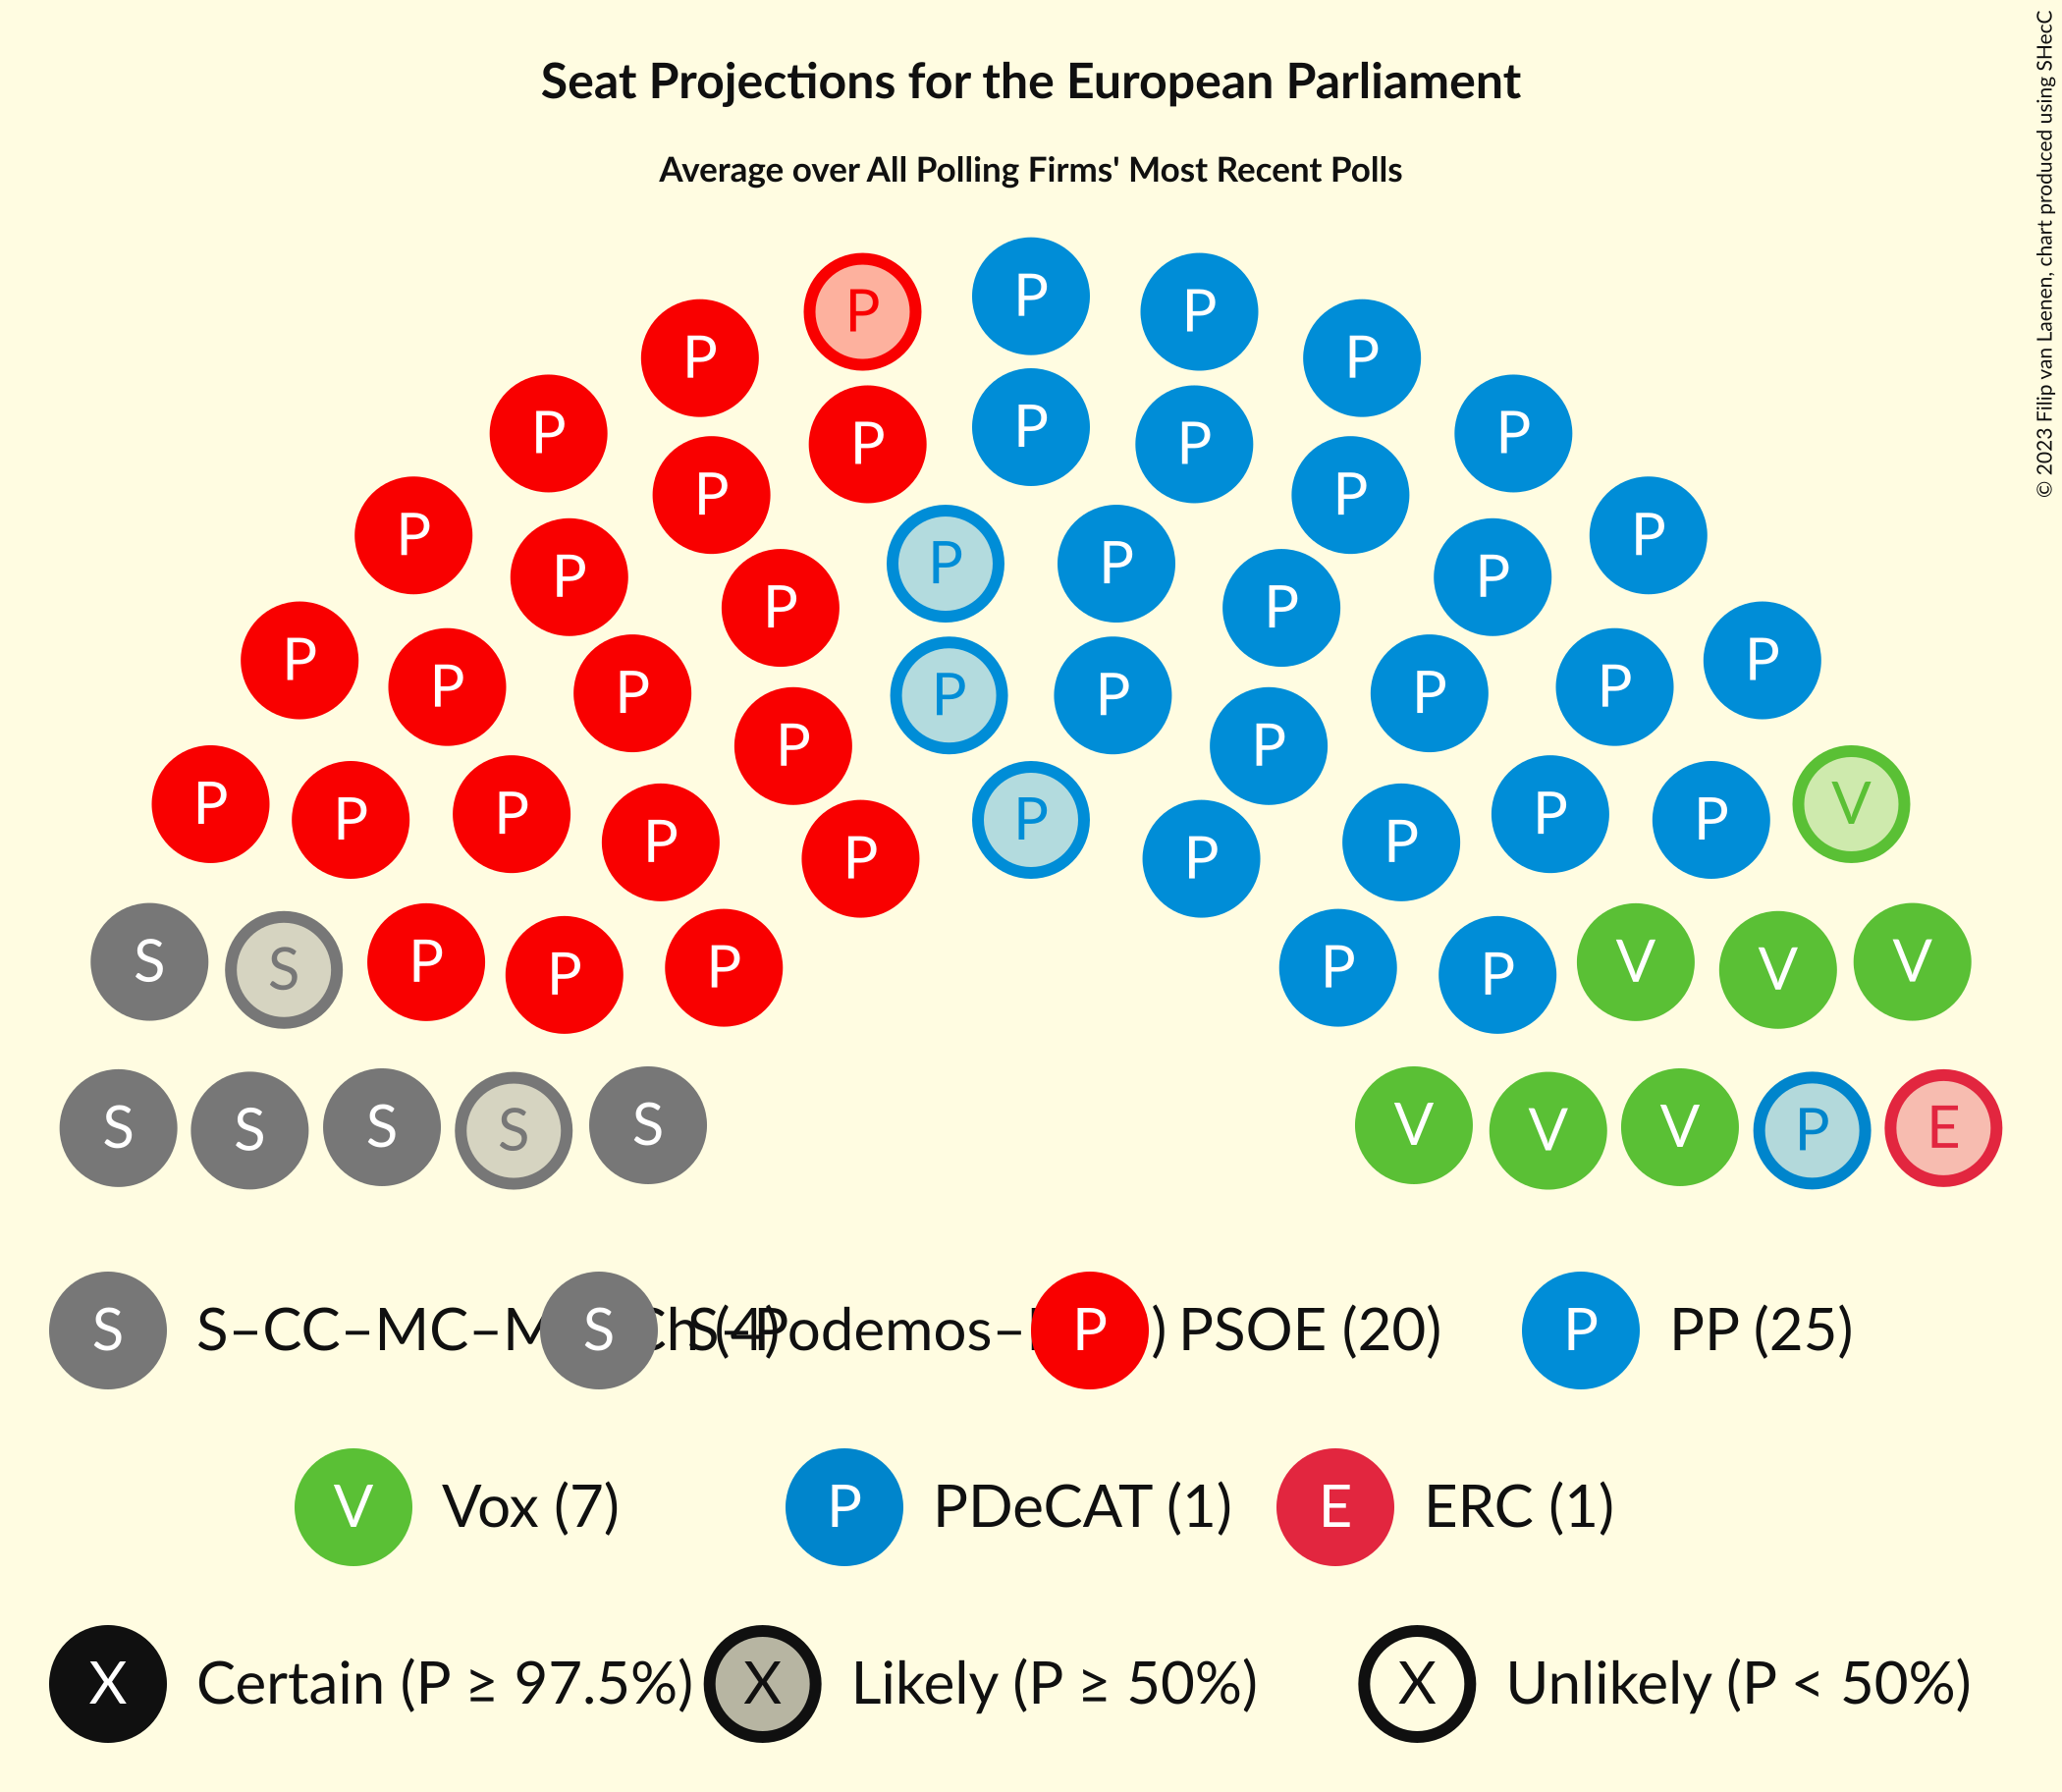 Seat Projections for the European Parliament
Average over All Polling Firms' Most Recent Polls
© 2023 Filip van Laenen, chart produced using SHecC
P P P P
P P P P P P
P P P P P P
P P P P P P
P P P P P P
P P P P P P
P P P P P P V
P P P P P P P
S S P P P P P V V V
S S S S S V V V P E
S S–CC–MC–M
S S–Podemos–
P PSOE (20)
P PP (25)
V Vox (7)
P PDeCAT (1)
E ERC (1)
X Certain (P ≥ 97.5%)
X Likely (P ≥ 50%)
X Unlikely (P < 50%)